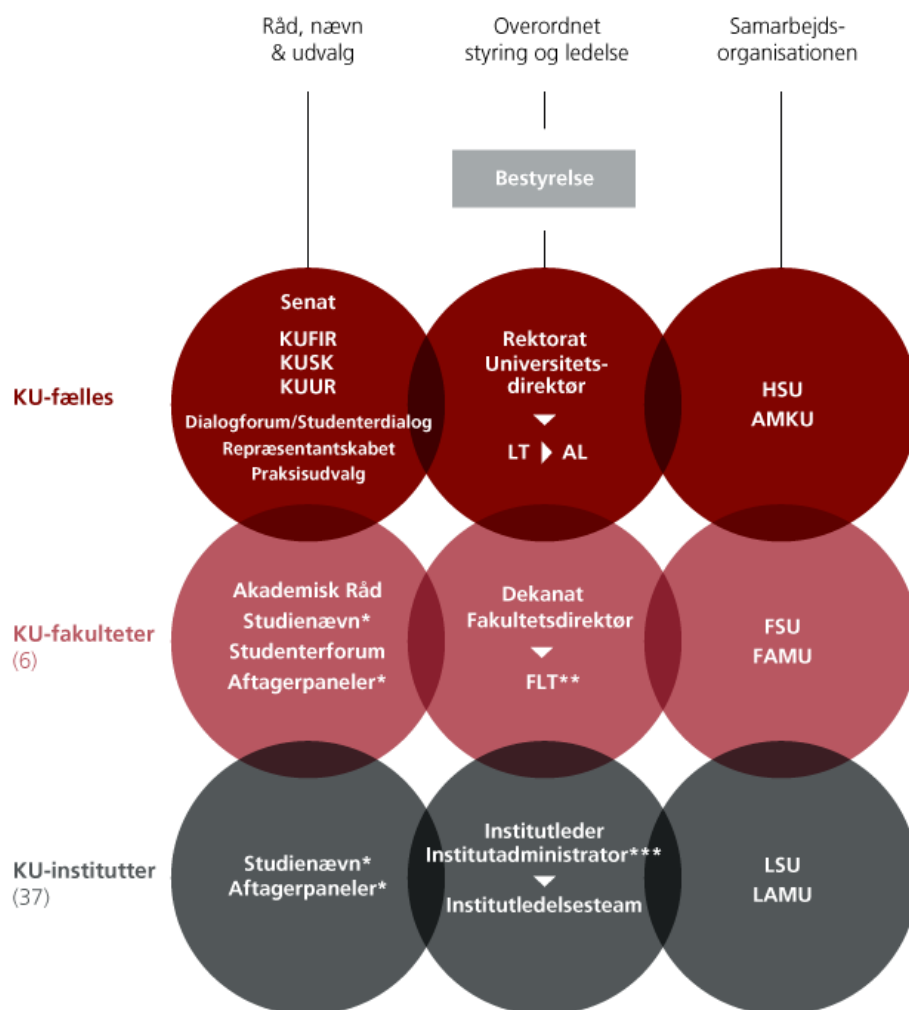 Råd, nævn
& udvalg
Overordnet
styring og ledelse
Samarbejds-
organisationen
Bestyrelse
KU-fælles
Senat
KUFIR
KUSK
KUUR
Dialogforum/Studenterdialog
Repræsentantskabet
Praksisudvalg
Rektorat
Universitets-
direktør
LT AL
HSU
AMKU
KU-fakulteter
(6)
Akademisk Råd
Studienævn*
Studenterforum
Aftagerpaneler*
Dekanat
Fakultetsdirektør
FLT**
FSU
FAMU
KU-institutter
(37)
Studienævn*
Aftagerpaneler*
Institutleder
Institutadministrator***
Institutledelsesteam
LSU
LAMU